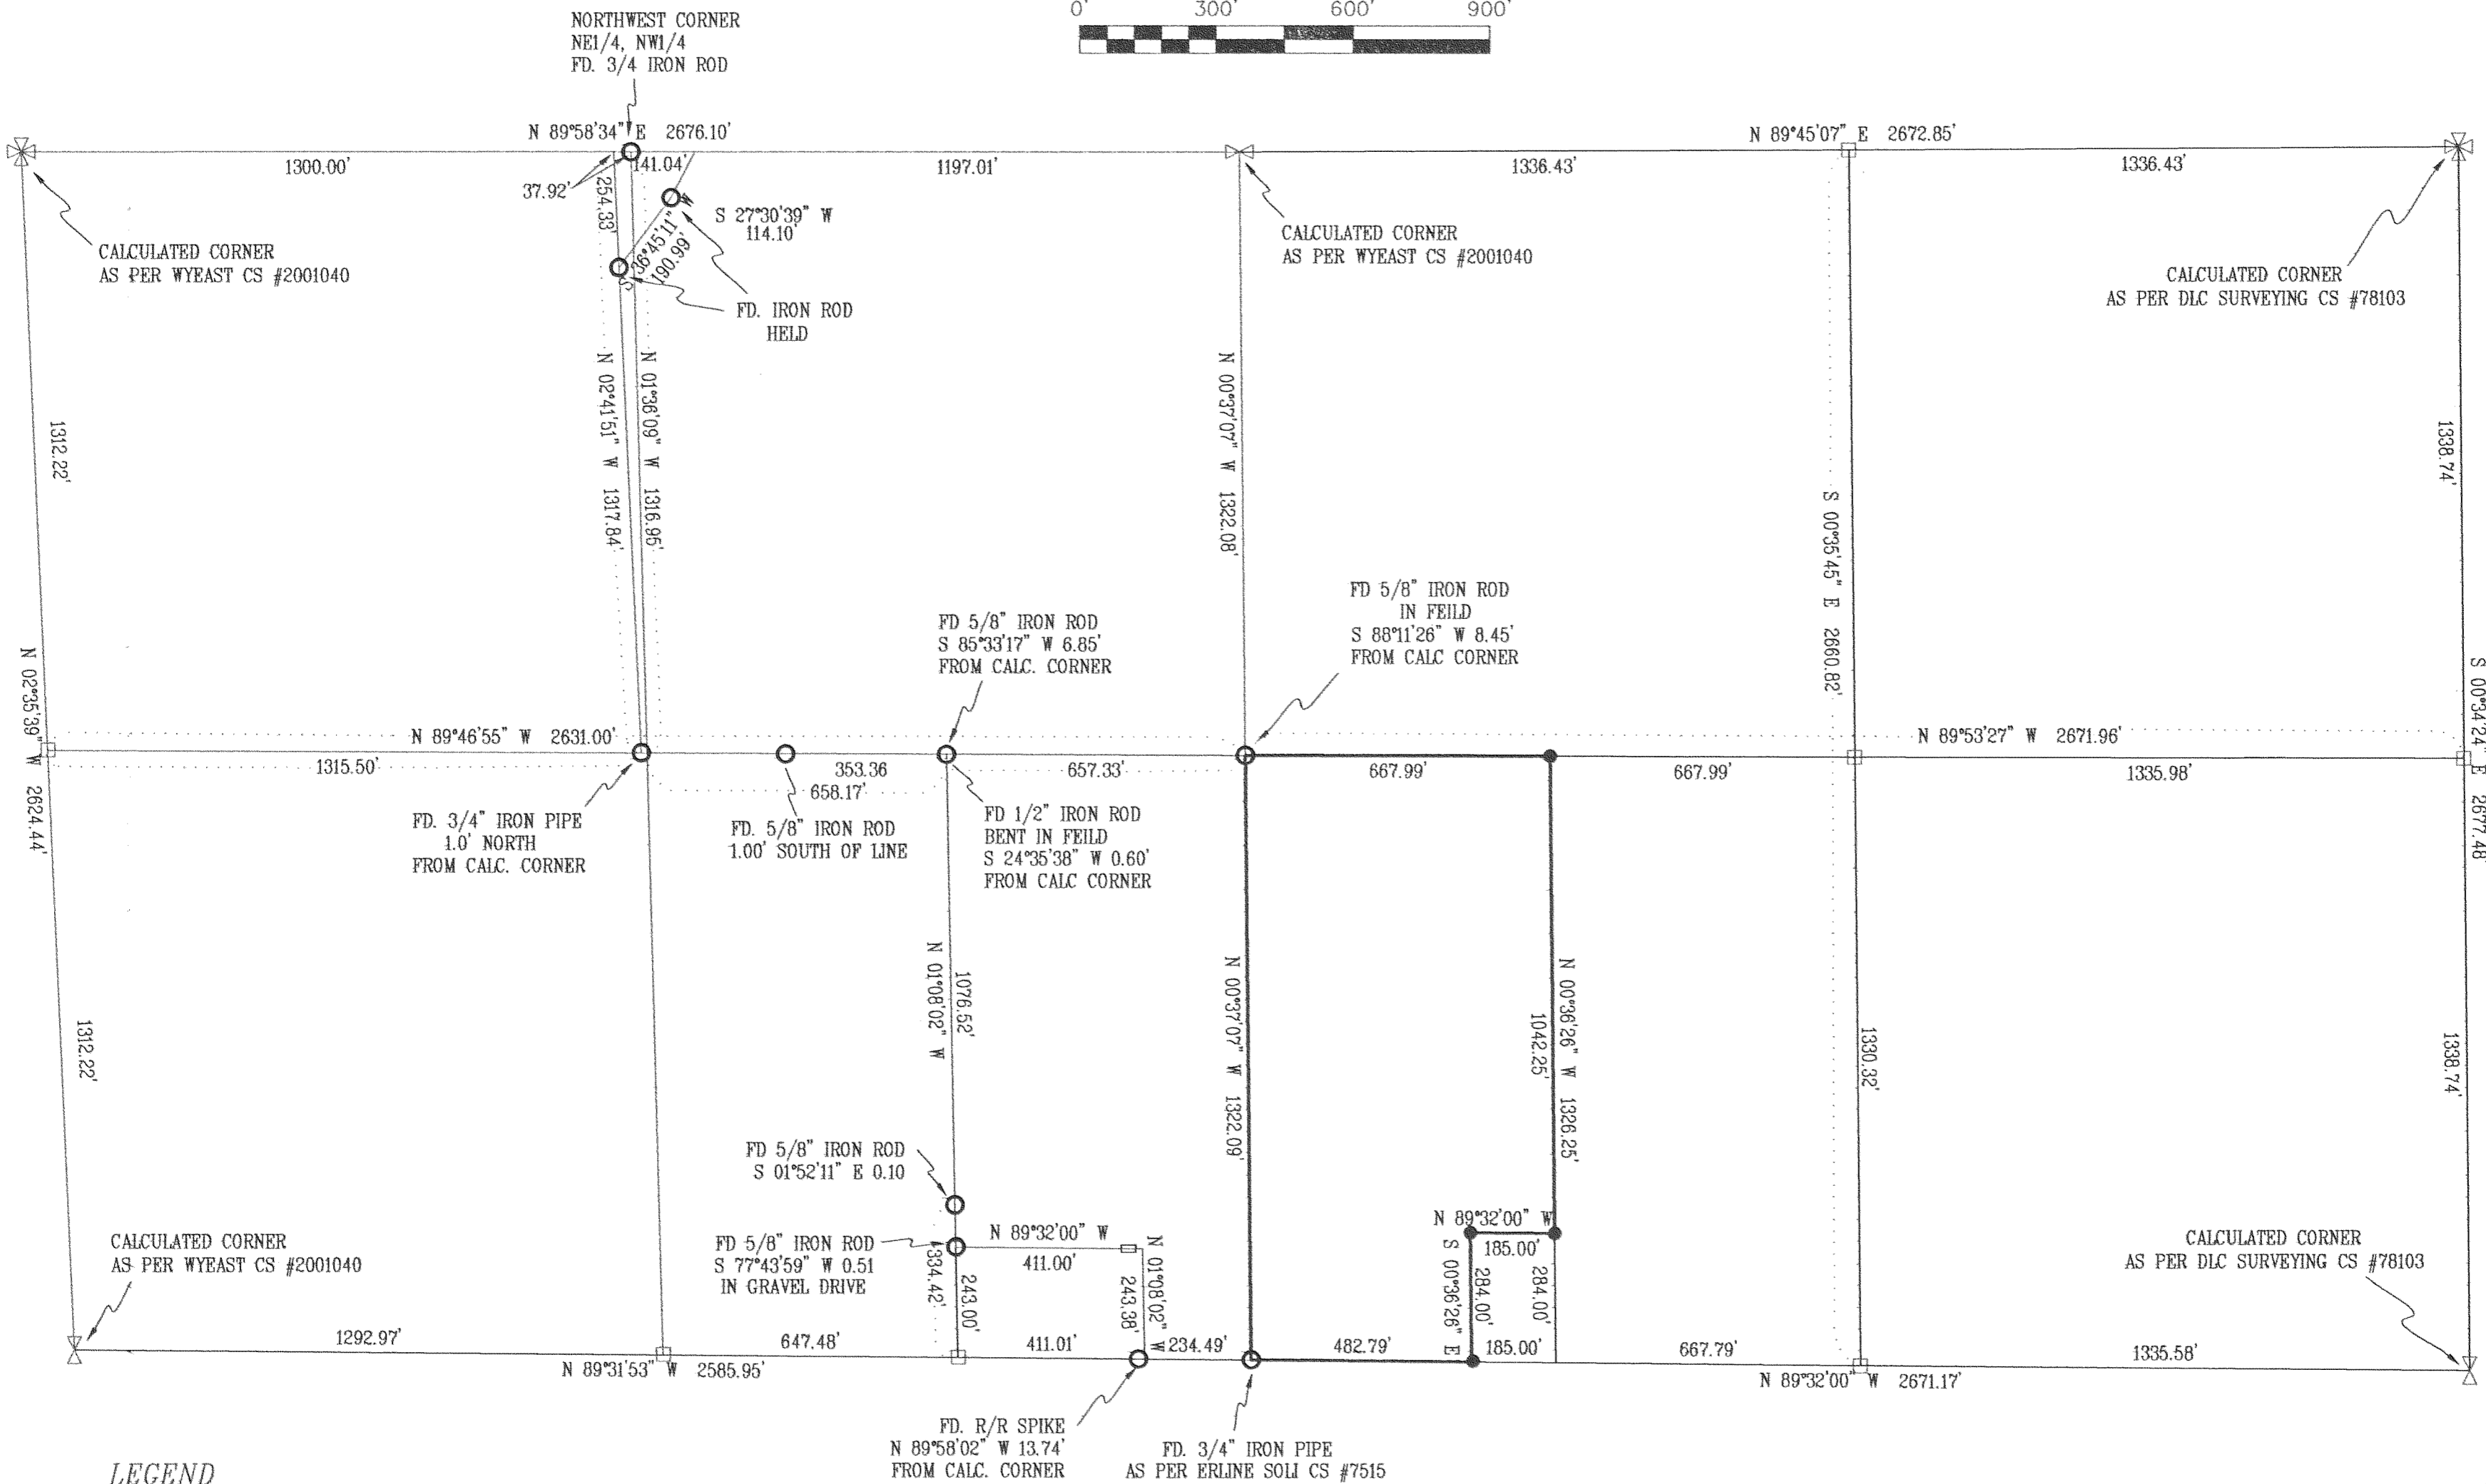 0' 300' 600' 900'
NORTHWEST CORNER
NE1/4, NW1/4
FD. 3/4 IRON ROD
N 89°58'34" E 2676.10'
N 89°45'07" E 2672.85'
1300.00'
37.92'
141.04'
1197.01'
1336.43'
1336.43'
254.33'
S 36°45'11" W
190.99'
S 27°30'39" W
114.10'
FD. IRON ROD
HELD
CALCULATED CORNER
AS PER WYEAST CS #2001040
CALCULATED CORNER
AS PER WYEAST CS #2001040
CALCULATED CORNER
AS PER DLC SURVEYING CS #78103
1312.22'
N 02°41'51" W 1317.84'
N 01°36'09" W 1316.95'
N 00°37'07" W 1322.08'
S 00°35'45" E 2660.82'
1338.74'
N 02°35'39" W 2624.44'
S 00°34'24" E 2677.48'
FD 5/8" IRON ROD
S 85°33'17" W 6.85'
FROM CALC. CORNER
FD 5/8" IRON ROD
IN FEILD
S 88°11'26" W 8.45'
FROM CALC CORNER
N 89°46'55" W 2631.00'
N 89°53'27" W 2671.96'
1315.50'
353.36
658.17'
657.33'
667.99'
667.99'
1335.98'
FD. 3/4" IRON PIPE
1.0' NORTH
FROM CALC. CORNER
FD. 5/8" IRON ROD
1.00' SOUTH OF LINE
FD 1/2" IRON ROD
BENT IN FEILD
S 24°35'38" W 0.60'
FROM CALC CORNER
1312.22'
N 01°08'02" W
1076.52'
N 00°37'07" W 1322.09'
1042.25'
N 00°36'26" W 1326.25'
1330.32'
1338.74'
FD 5/8" IRON ROD
S 01°52'11" E 0.10
FD 5/8" IRON ROD
S 77°43'59" W 0.51
IN GRAVEL DRIVE
334.42'
243.00'
N 89°32'00" W
411.00'
243.38'
N 01°08'02" W
N 89°32'00" W
185.00'
S 00°36'26" E
284.00'
284.00'
CALCULATED CORNER
AS PER WYEAST CS #2001040
CALCULATED CORNER
AS PER DLC SURVEYING CS #78103
1292.97'
647.48'
411.01'
234.49'
482.79'
185.00'
667.79'
1335.58'
N 89°31'53" W 2585.95'
N 89°32'00" W 2671.17'
FD. R/R SPIKE
N 89°58'02" W 13.74'
FROM CALC. CORNER
FD. 3/4" IRON PIPE
AS PER ERLINE SOLI CS #7515
LEGEND